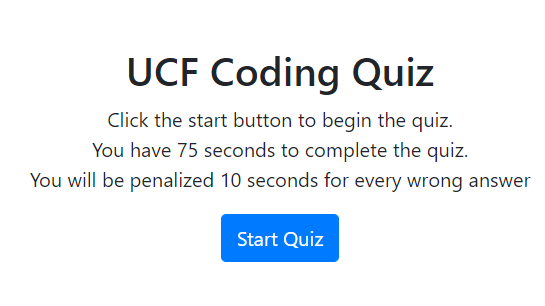 UCF Coding Quiz
Click the start button to begin the quiz.
You have 75 seconds to complete the quiz.
You will be penalized 10 seconds for every wrong answer
Start Quiz